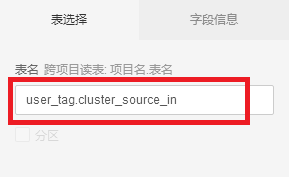 表选择 字段信息
表名 跨项目读表: 项目名.表名
user_tag.cluster_source_in
分区